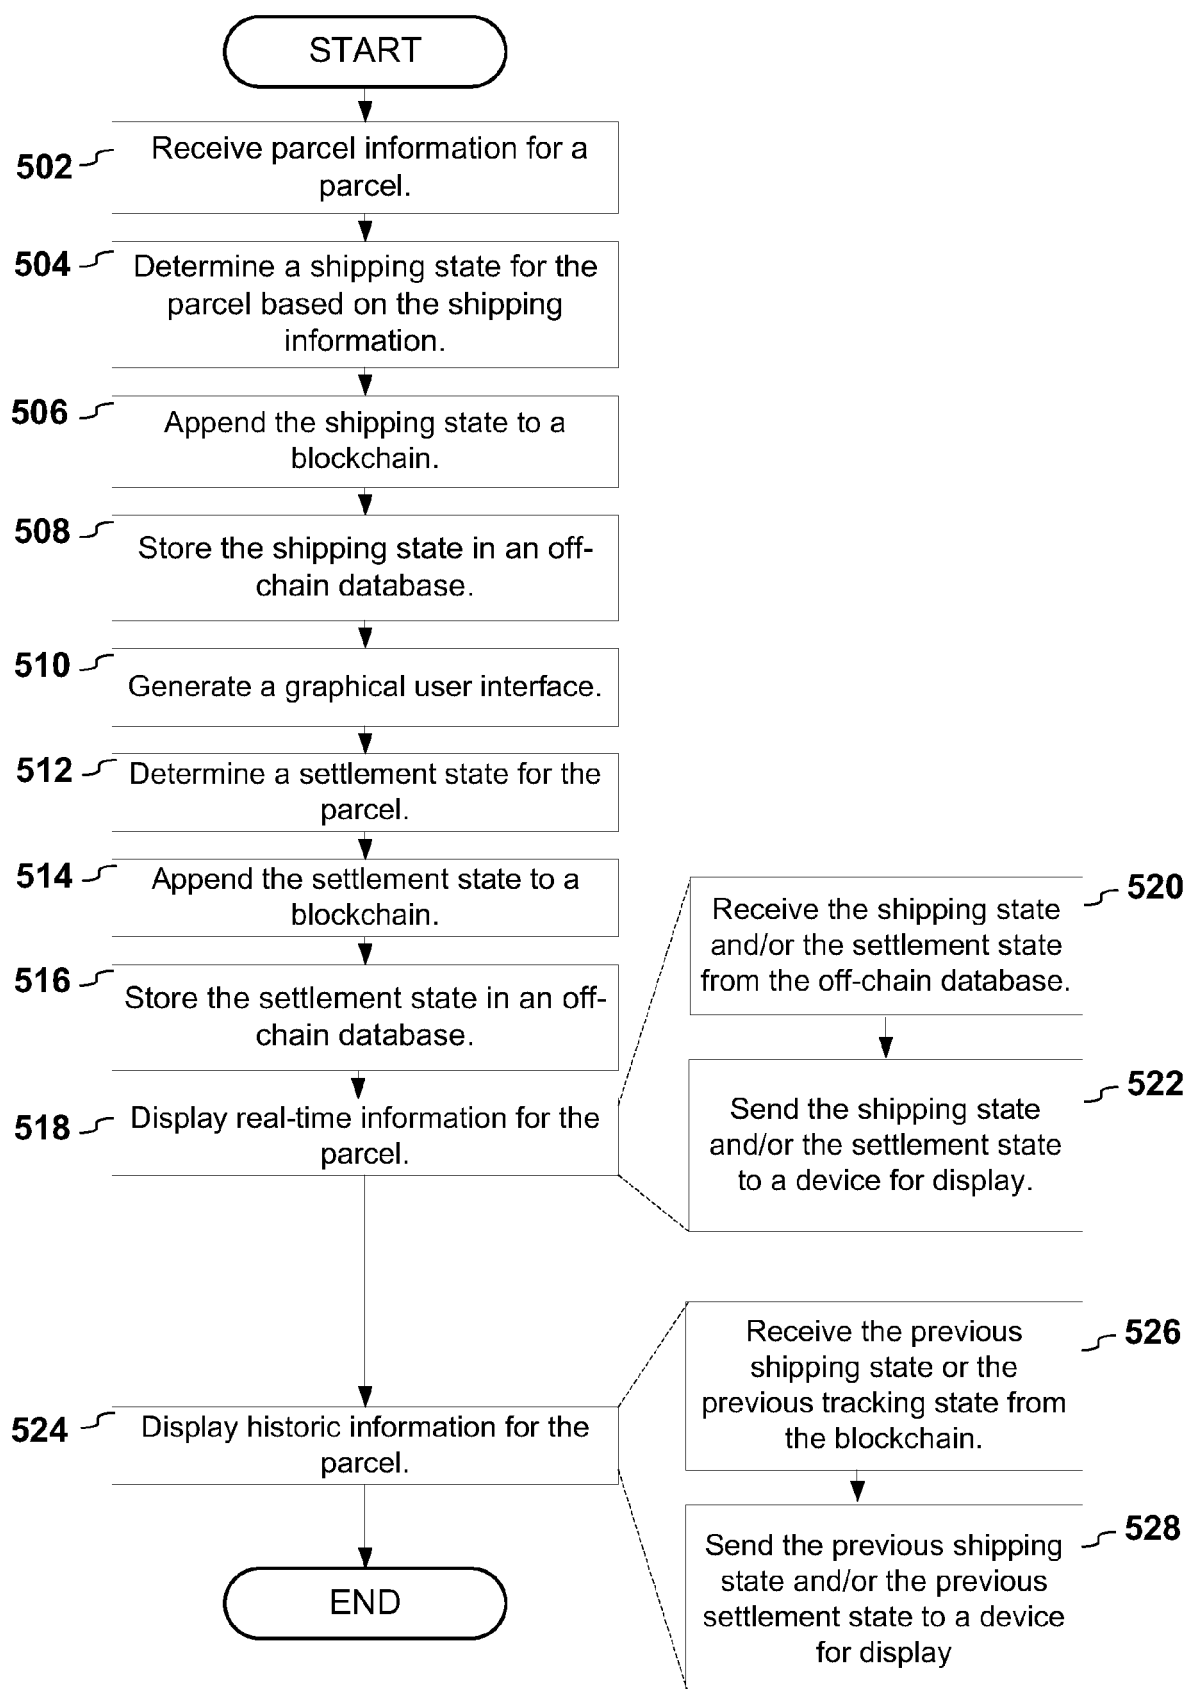 START
502
Receive parcel information for a
parcel.
504
Determine a shipping state for the
parcel based on the shipping
information.
506
Append the shipping state to a
blockchain.
508
Store the shipping state in an off-
chain database.
510
Generate a graphical user interface.
512
Determine a settlement state for the
parcel.
514
Append the settlement state to a
blockchain.
516
Store the settlement state in an off-
chain database.
518
Display real-time information for the
parcel.
520
Receive the shipping state
and/or the settlement state
from the off-chain database.
522
Send the shipping state
and/or the settlement state
to a device for display.
524
Display historic information for the
parcel.
526
Receive the previous
shipping state or the
previous tracking state from
the blockchain.
528
Send the previous shipping
state and/or the previous
settlement state to a device
for display
END